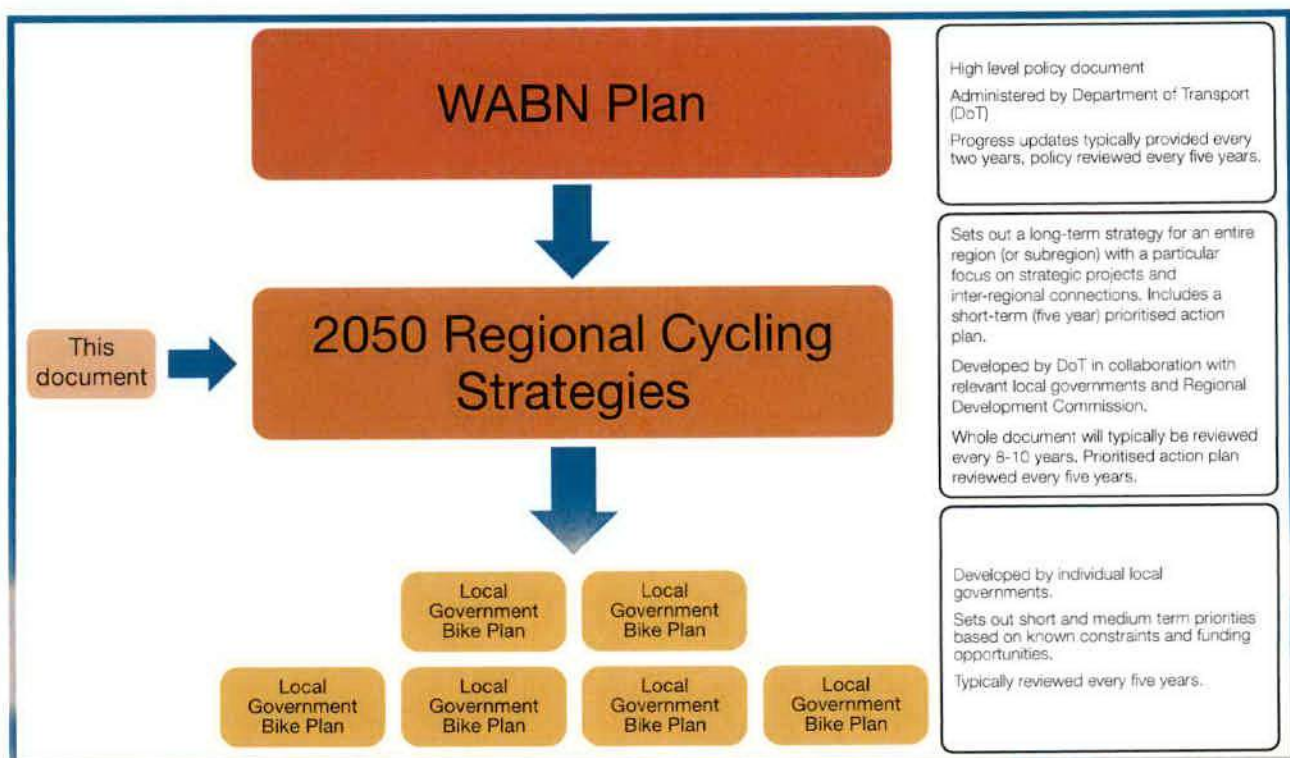 WABN Plan
High level policy document
Administered by Department of Transport
(DoT)
Progress updates typically provided every
two years, policy reviewed every five years.
This
document
2050 Regional Cycling
Strategies
Sets out a long-term strategy for an entire
region (or subregion) with a particular
focus on strategic projects and
inter-regional connections. Includes a
short-term (five year) prioritised action
plan.
Developed by DoT in collaboration with
relevant local governments and Regional
Development Commission.
Whole document will typically be reviewed
every 8-10 years. Prioritised action plan
reviewed every five years.
Local
Government
Bike Plan
Local
Government
Bike Plan
Local
Government
Bike Plan
Local
Government
Bike Plan
Local
Government
Bike Plan
Local
Government
Bike Plan
Developed by individual local
governments.
Sets out short and medium term priorities
based on known constraints and funding
opportunities.
Typically reviewed every five years.